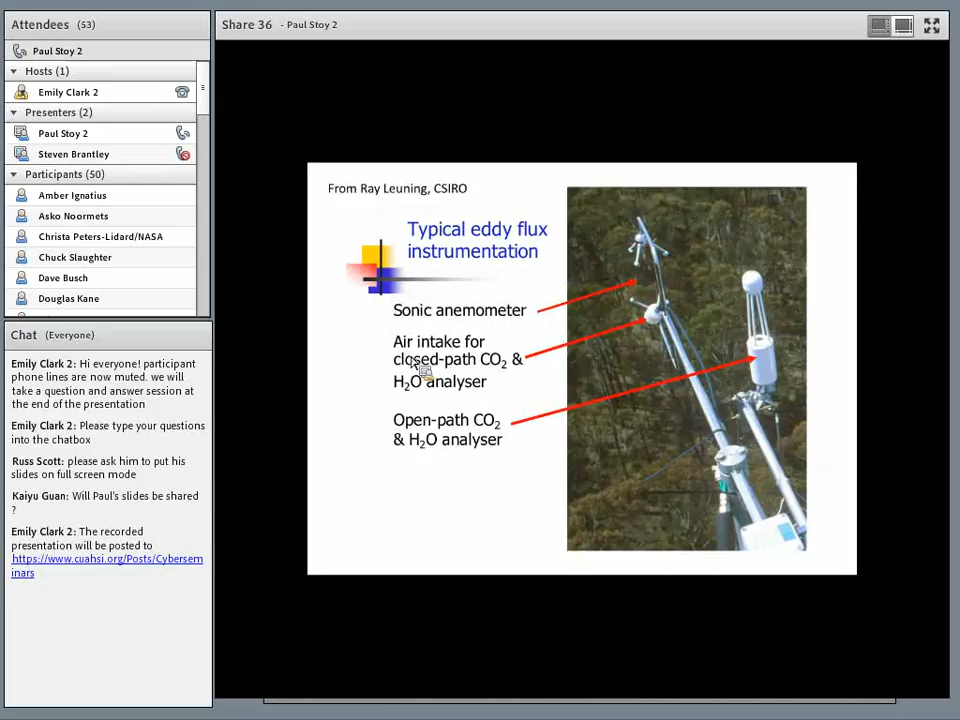 Attendees (53)
Paul Stoy 2
Hosts (1)
Emily Clark 2
Presenters (2)
Paul Stoy 2
Steven Brantley
Participants (50)
Amber Ignatius
Asko Noormets
Christa Peters-Lidard/NASA
Chuck Slaughter
Dave Busch
Douglas Kane
Chat (Everyone)
Emily Clark 2: Hi everyone! participant
phone lines are now muted. we will
take a question and answer session at
the end of the presentation
Emily Clark 2: Please type your questions
into the chatbox
Russ Scott: please ask him to put his
slides on full screen mode
Kaiyu Guan: Will Paul's slides be shared
?
Emily Clark 2: The recorded
presentation will be posted to
https://www.cuahsi.org/Posts/Cybersem
inars
Share 36 - Paul Stoy 2
From Ray Leuning, CSIRO
Typical eddy flux
instrumentation
Sonic anemometer
Air intake for
closed-path CO₂ &
H₂O analyser
Open-path CO₂
& H₂O analyser